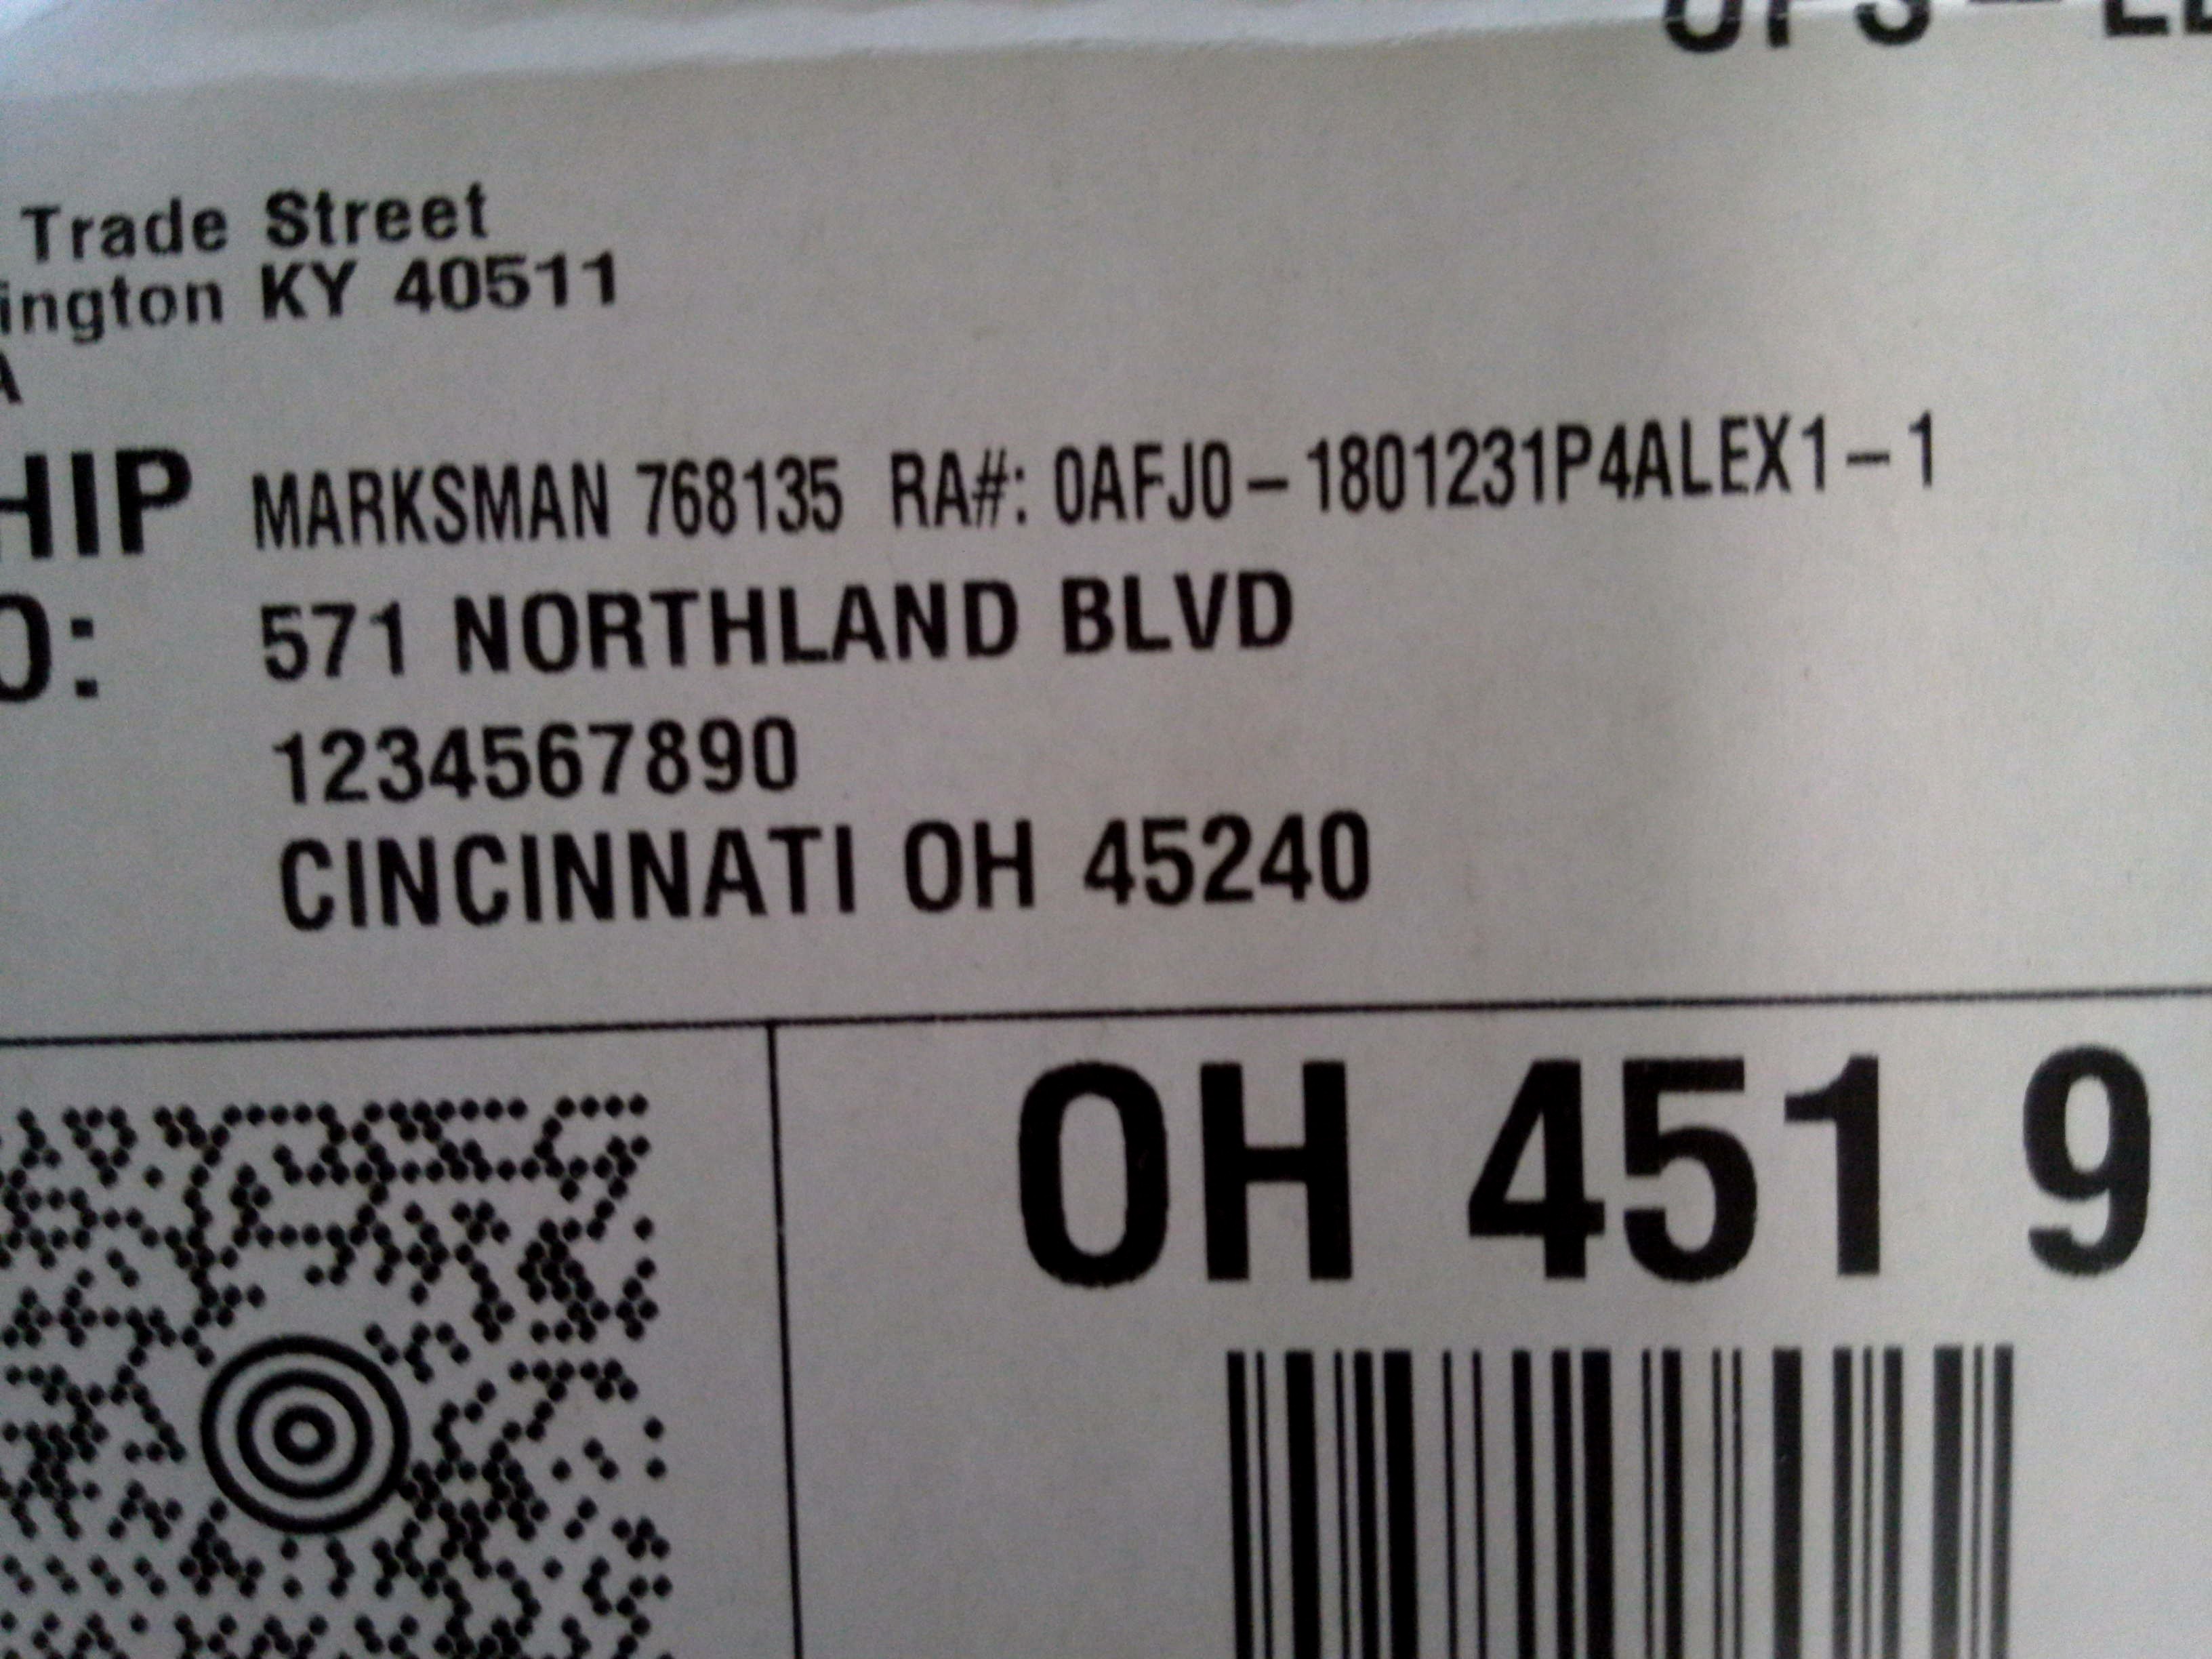 Trade Street
ington KY 40511
A
HIP MARKSMAN 768135 RA#: 0AFJ0-1801231P4ALEX1-1
O: 571 NORTHLAND BLVD
1234567890
CINCINNATI OH 45240
OH 451 9